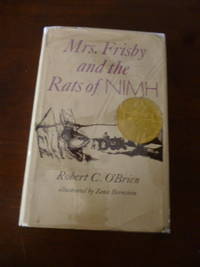 Mrs. Frisby
and the
Rats of NIMH
Robert C. O'Brien
illustrated by Zena Bernstein